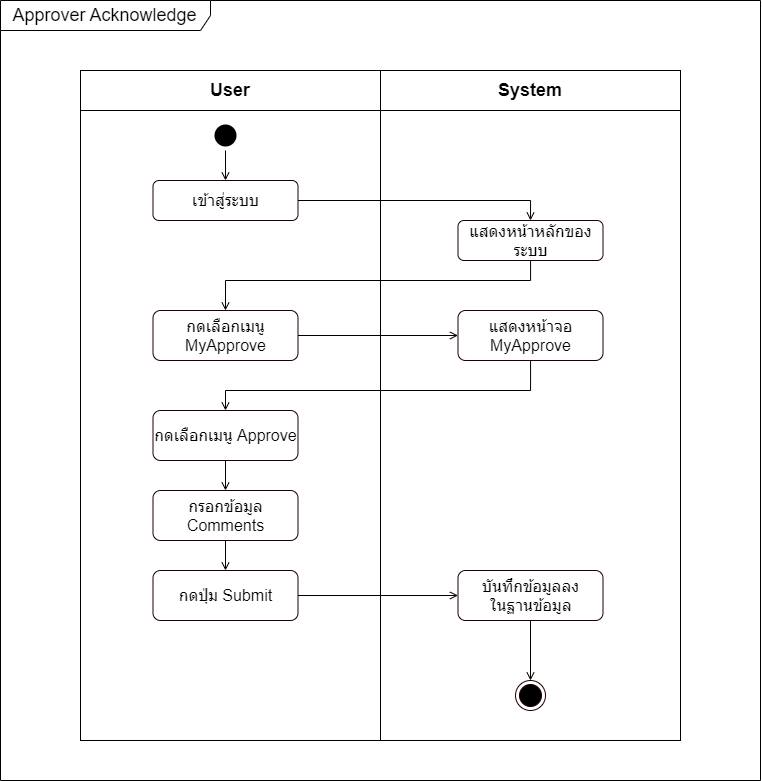 Approver Acknowledge
User
System
เข้าสู่ระบบ
แสดงหน้าหลักของ
ระบบ
กดเลือกเมนู
MyApprove
แสดงหน้าจอ
MyApprove
กดเลือกเมนู Approve
กรอกข้อมูล
Comments
กดปุ่ม Submit
บันทึกข้อมูลลง
ในฐานข้อมูล